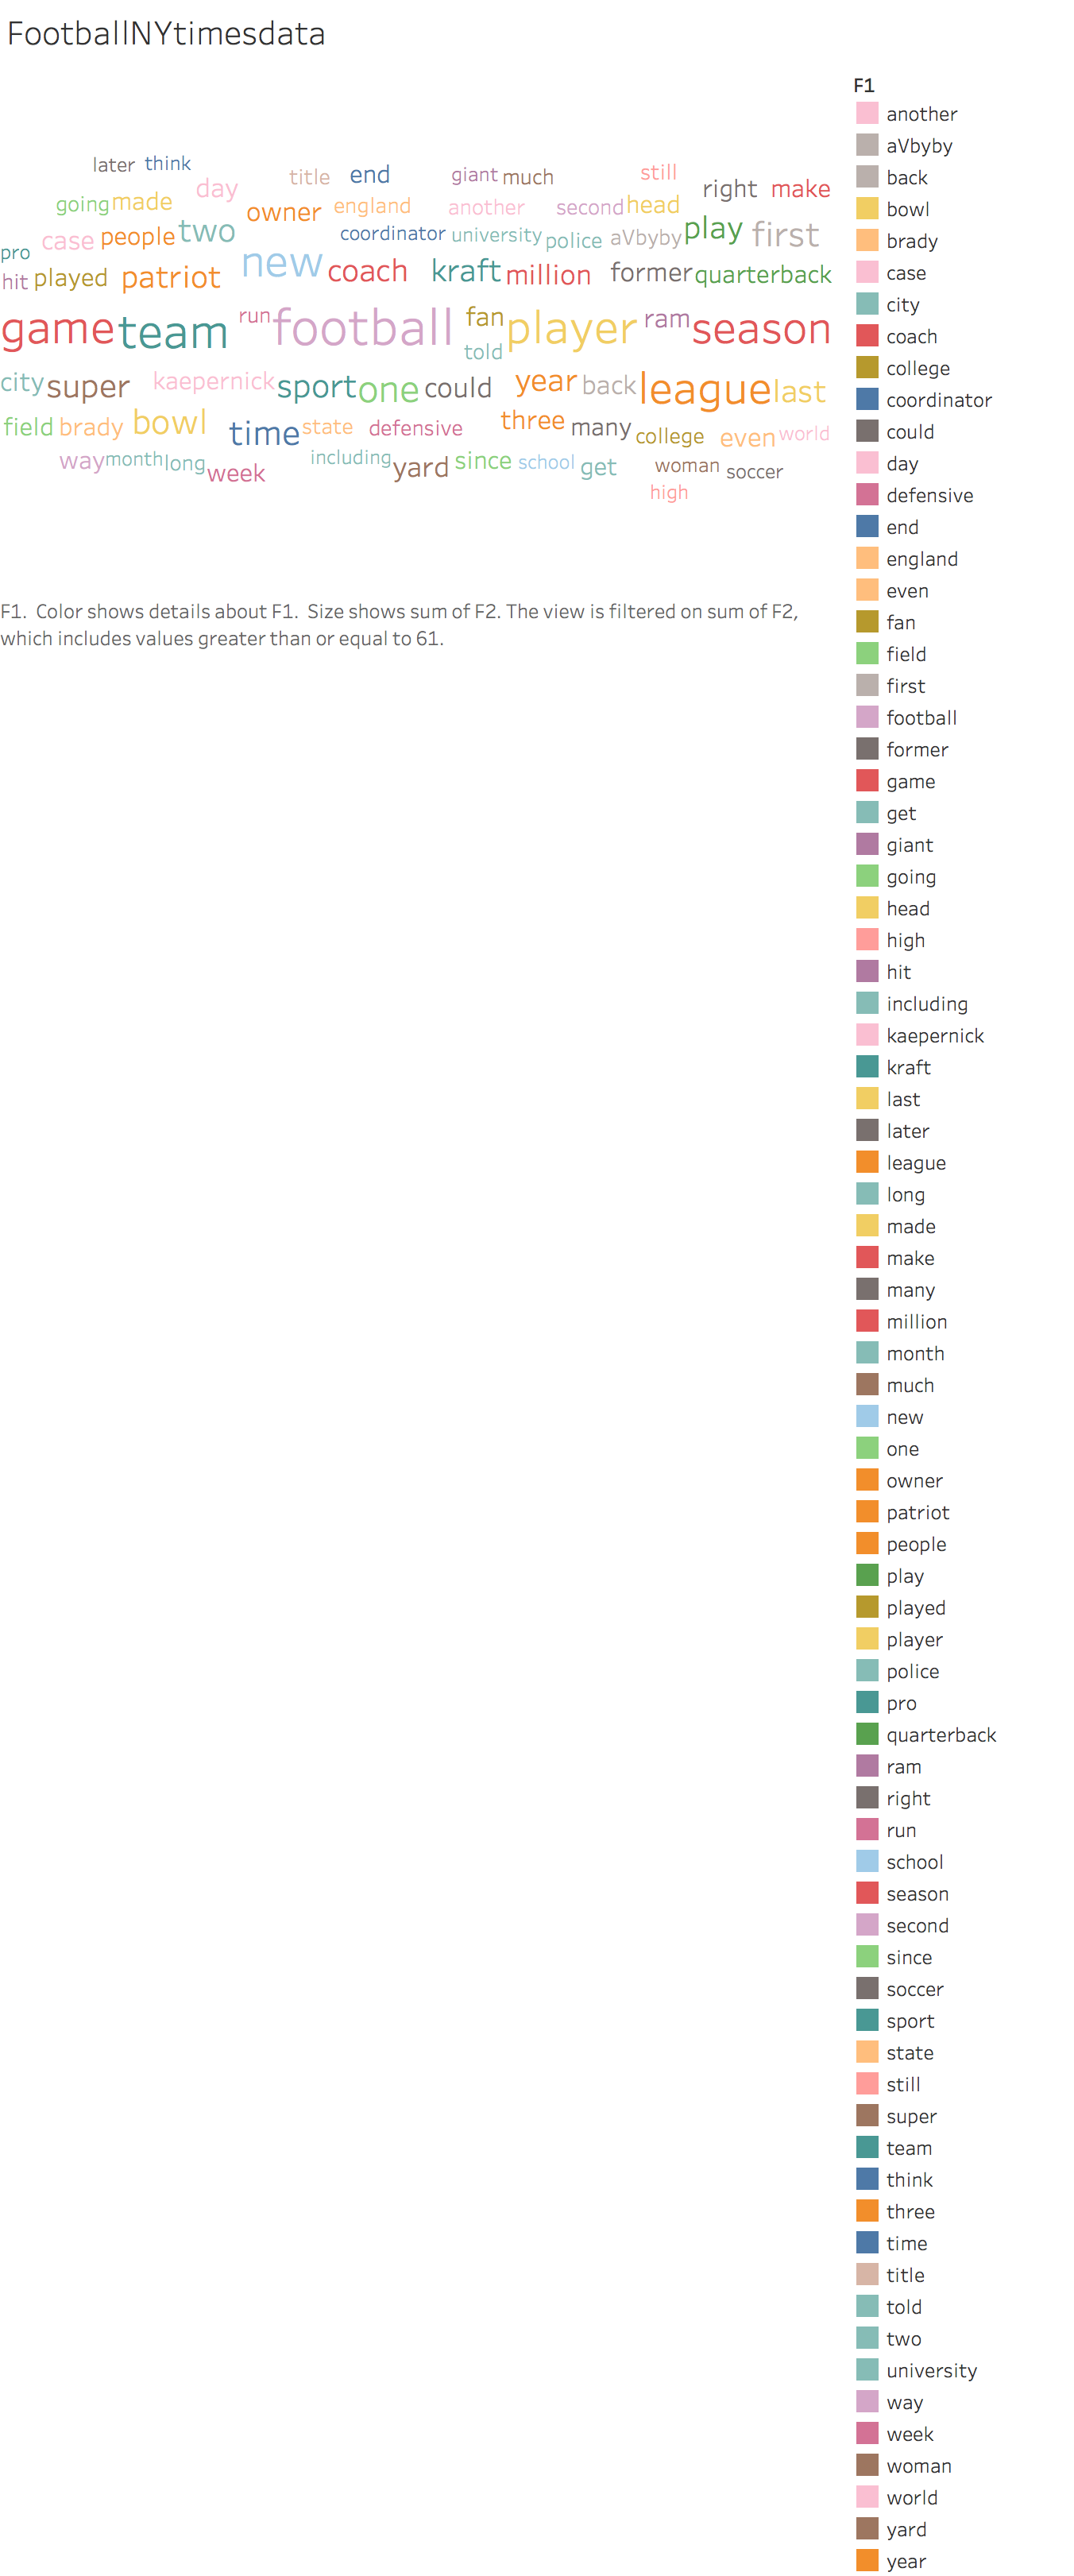 FootballNYtimesdata
later think title end giant much still
day right make
going made owner england another second head
pro case people two coordinator university police aVbyby play first
hit played patriot new coach kraft million former quarterback
game team run football fan player ram season
told
city super kaepernick sport one could year back league last
field brady bowl time state defensive three many college even world
way month long week including yard since school get woman soccer
high
F1. Color shows details about F1. Size shows sum of F2. The view is filtered on sum of F2,
which includes values greater than or equal to 61.
F1
another
aVbyby
back
bowl
brady
case
city
coach
college
coordinator
could
day
defensive
end
england
even
fan
field
first
football
former
game
get
giant
going
head
high
hit
including
kaepernick
kraft
last
later
league
long
made
make
many
million
month
much
new
one
owner
patriot
people
play
played
player
police
pro
quarterback
ram
right
run
school
season
second
since
soccer
sport
state
still
super
team
think
three
time
title
told
two
university
way
week
woman
world
yard
year